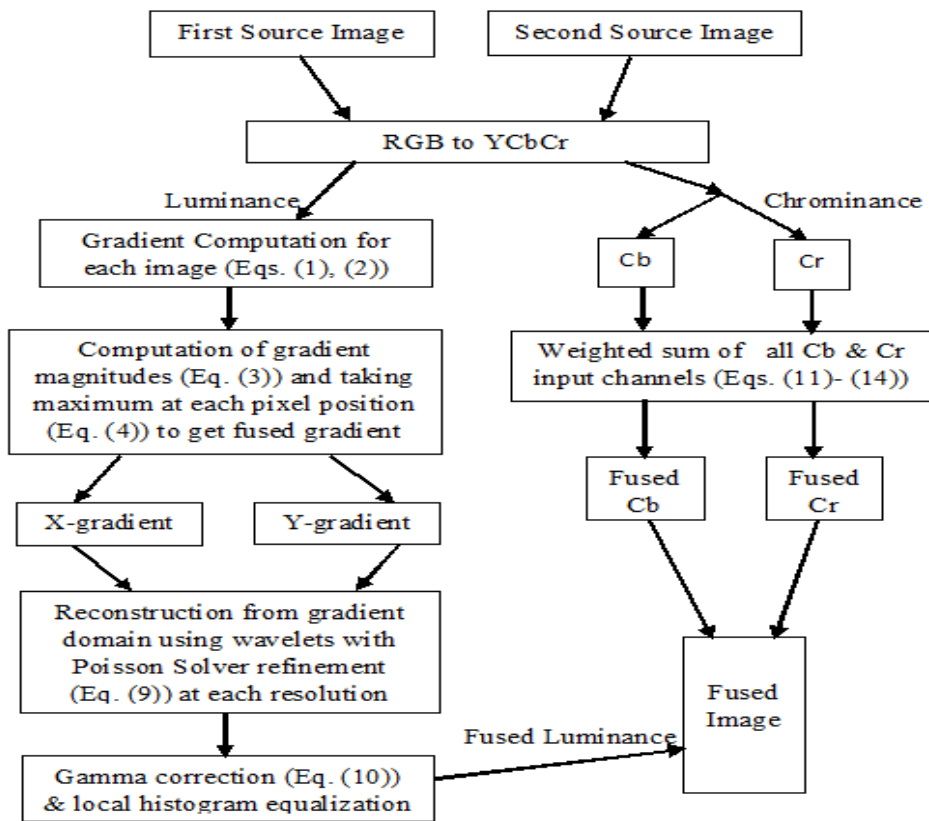 First Source Image
Second Source Image
RGB to YCbCr
Luminance
Chrominance
Gradient Computation for
each image (Eqs. (1), (2))
Cb
Cr
Computation of gradient
magnitudes (Eq. (3)) and taking
maximum at each pixel position
(Eq. (4)) to get fused gradient
Weighted sum of all Cb & Cr
input channels (Eqs. (11)- (14))
X-gradient
Y-gradient
Fused
Cb
Fused
Cr
Reconstruction from gradient
domain using wavelets with
Poisson Solver refinement
(Eq. (9)) at each resolution
Fused
Image
Fused Luminance
Gamma correction (Eq. (10))
& local histogram equalization